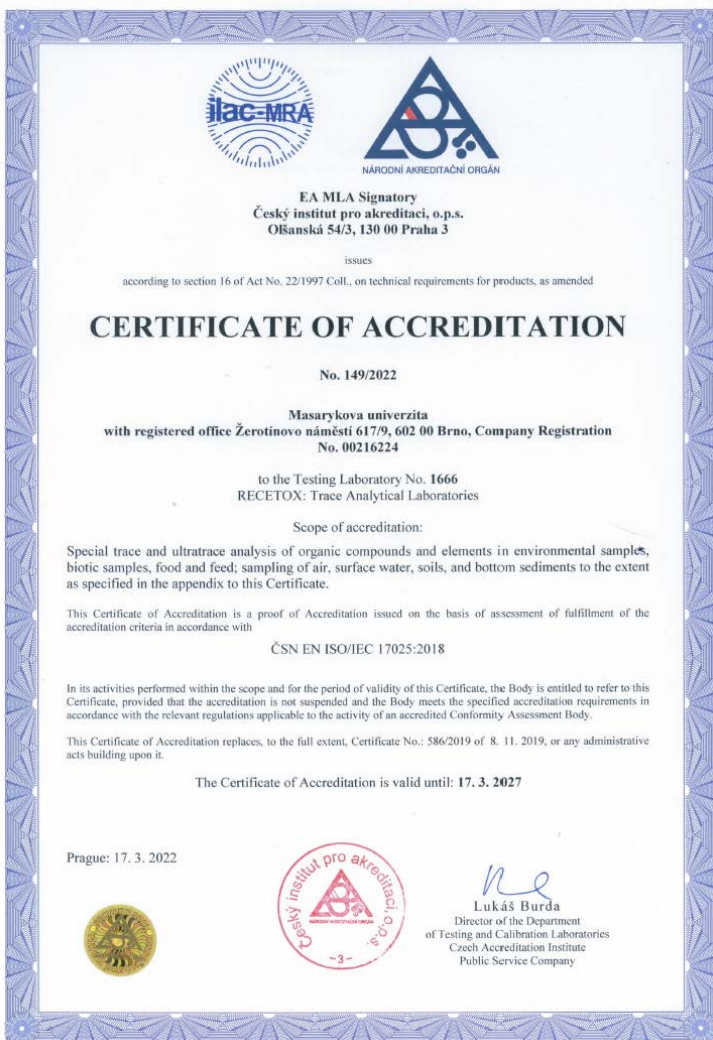 ilac-MRA
NÁRODNÍ AKREDITAČNÍ ORGÁN
EA MLA Signatory
Český institut pro akreditaci, o.p.s.
Olšanská 54/3, 130 00 Praha 3
issues
according to section 16 of Act No. 22/1997 Coll., on technical requirements for products, as amended
CERTIFICATE OF ACCREDITATION
No. 149/2022
Masarykova univerzita
with registered office Žerotínovo náměstí 617/9, 602 00 Brno, Company Registration
No. 00216224
to the Testing Laboratory No. 1666
RECETOX: Trace Analytical Laboratories
Scope of accreditation:
Special trace and ultratrace analysis of organic compounds and elements in environmental samples,
biotic samples, food and feed; sampling of air, surface water, soils, and bottom sediments to the extent
as specified in the appendix to this Certificate.
This Certificate of Accreditation is a proof of Accreditation issued on the basis of assessment of fulfillment of the
accreditation criteria in accordance with
ČSN EN ISO/IEC 17025:2018
In its activities performed within the scope and for the period of validity of this Certificate, the Body is entitled to refer to this
Certificate, provided that the accreditation is not suspended and the Body meets the specified accreditation requirements in
accordance with the relevant regulations applicable to the activity of an accredited Conformity Assessment Body.
This Certificate of Accreditation replaces, to the full extent, Certificate No.: 586/2019 of 8. 11. 2019, or any administrative
acts building upon it.
The Certificate of Accreditation is valid until: 17. 3. 2027
Prague: 17. 3. 2022
Český institut pro akreditaci, o.p.s.
NÁRODNÍ AKREDITAČNÍ ORGÁN
-3-
Lukáš Burda
Director of the Department
of Testing and Calibration Laboratories
Czech Accreditation Institute
Public Service Company